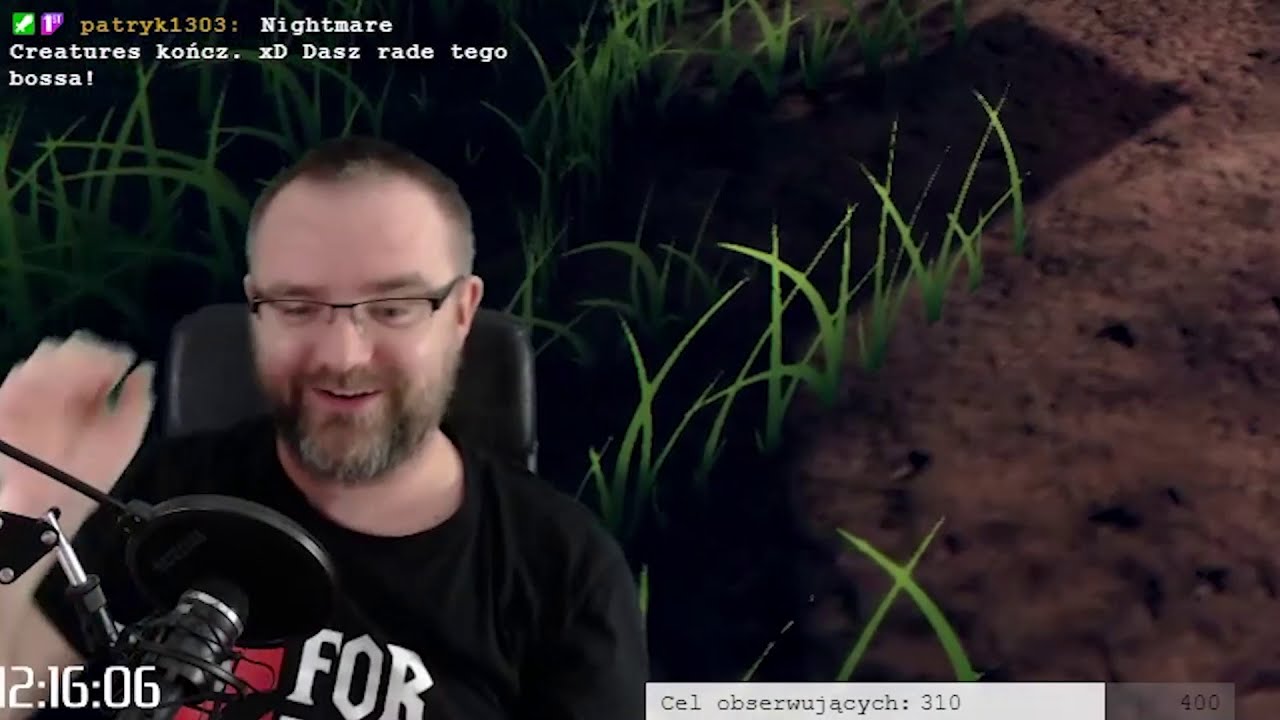 patryk1303: Nightmare
Creatures kończ. xD Dasz rade tego
bossa!
FOR
12:16:06
Cel obserwujących: 310
400